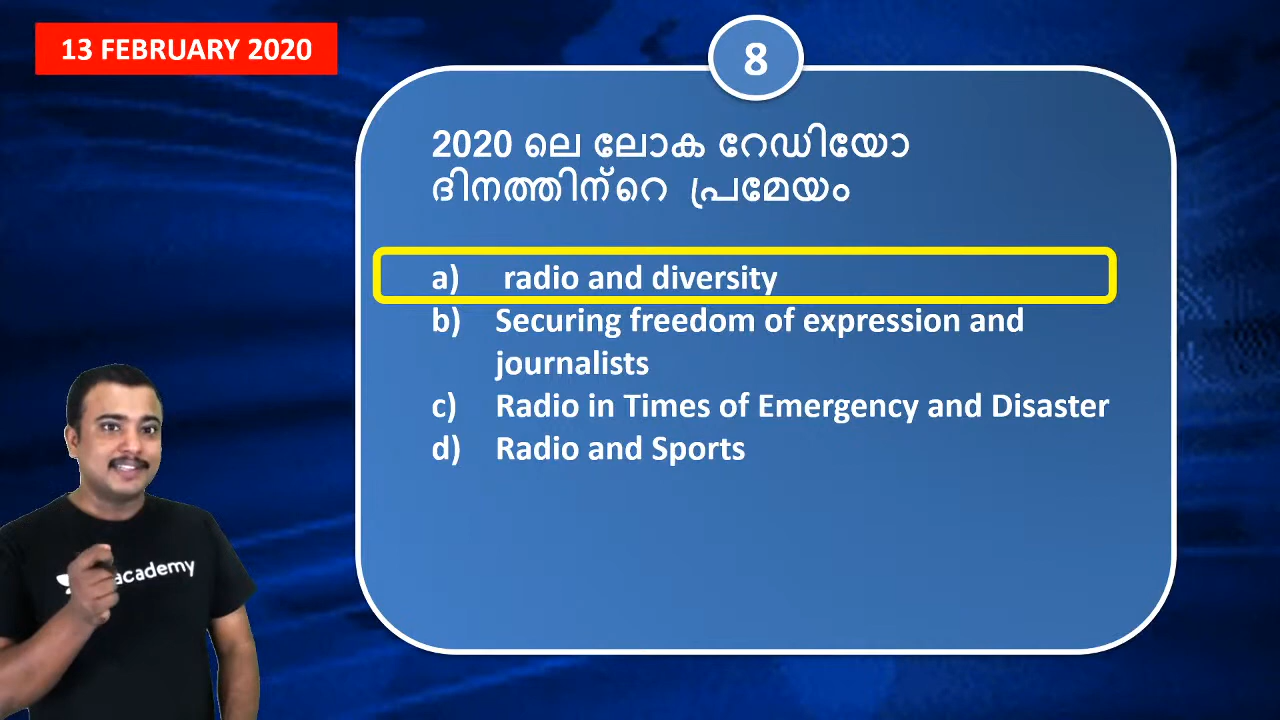 13 FEBRUARY 2020
8
2020 ലെ ലോക റേഡിയോ
ദിനത്തിന്റെ പ്രമേയം
a) radio and diversity
b) Securing freedom of expression and
journalists
c) Radio in Times of Emergency and Disaster
d) Radio and Sports
academy